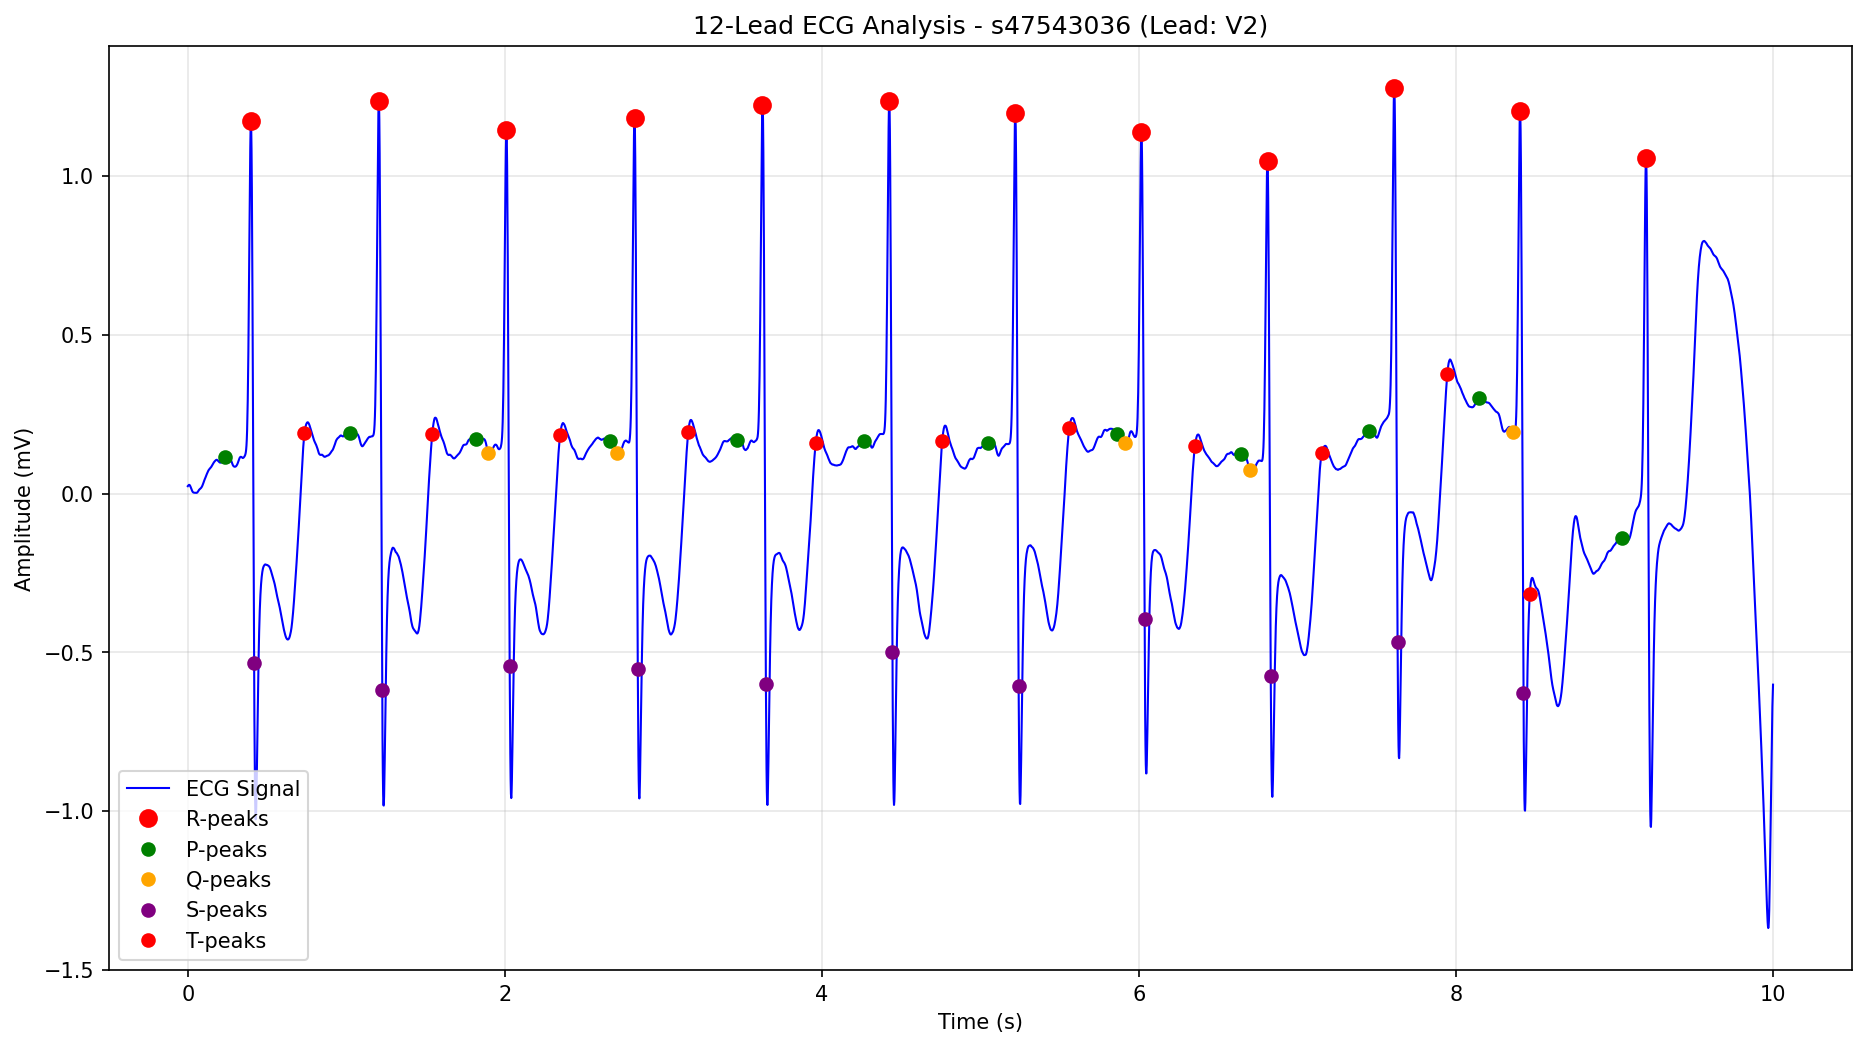 12-Lead ECG Analysis - s47543036 (Lead: V2)
Amplitude (mV)
1.0
0.5
0.0
−0.5
−1.0
−1.5
ECG Signal
R-peaks
P-peaks
Q-peaks
S-peaks
T-peaks
0 2 4 6 8 10
Time (s)